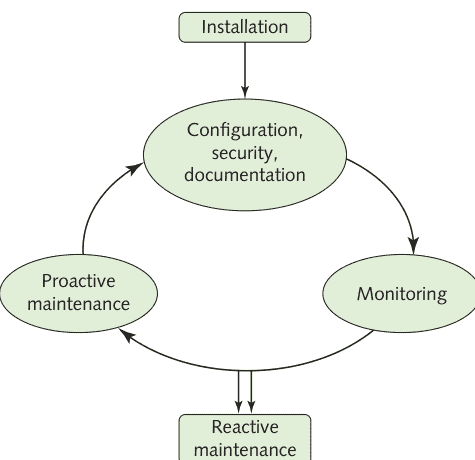 Installation
Configuration,
security,
documentation
Proactive
maintenance
Monitoring
Reactive
maintenance